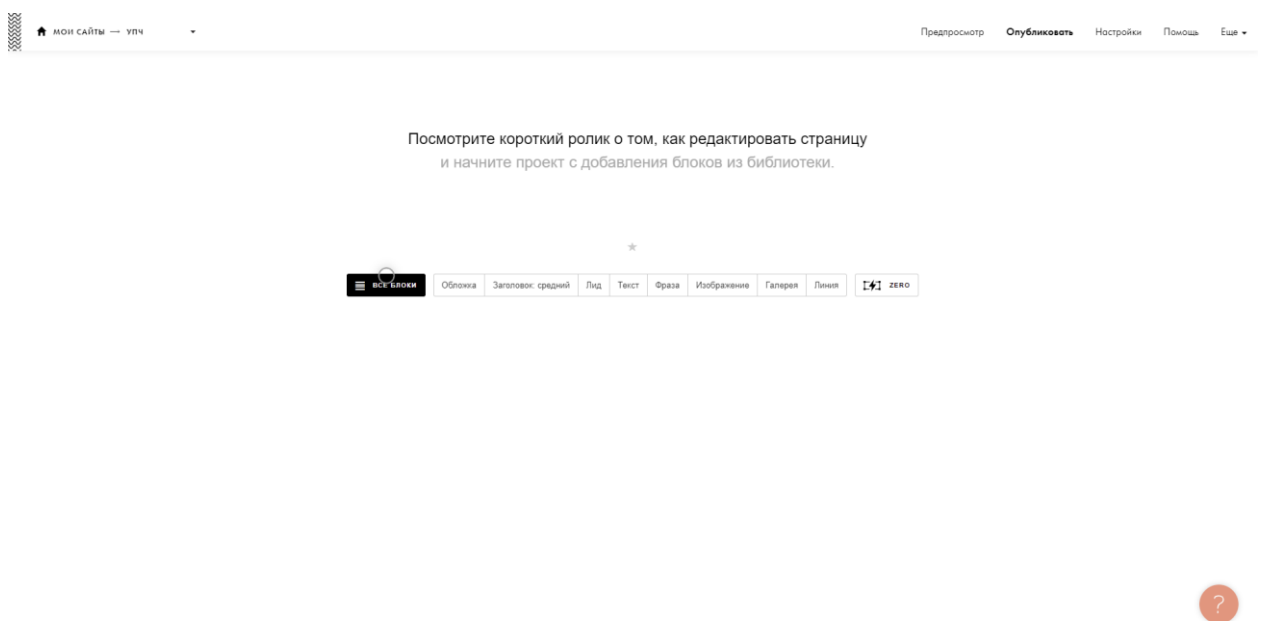 МОИ САЙТЫ → УПЧ
Предпросмотр Опубликовать Настройки Помощь Еще
Посмотрите короткий ролик о том, как редактировать страницу
и начните проект с добавления блоков из библиотеки.
ВСЕ БЛОКИ Обложка Заголовок: средний Лид Текст Фраза Изображение Галерея Линия ZERO
?